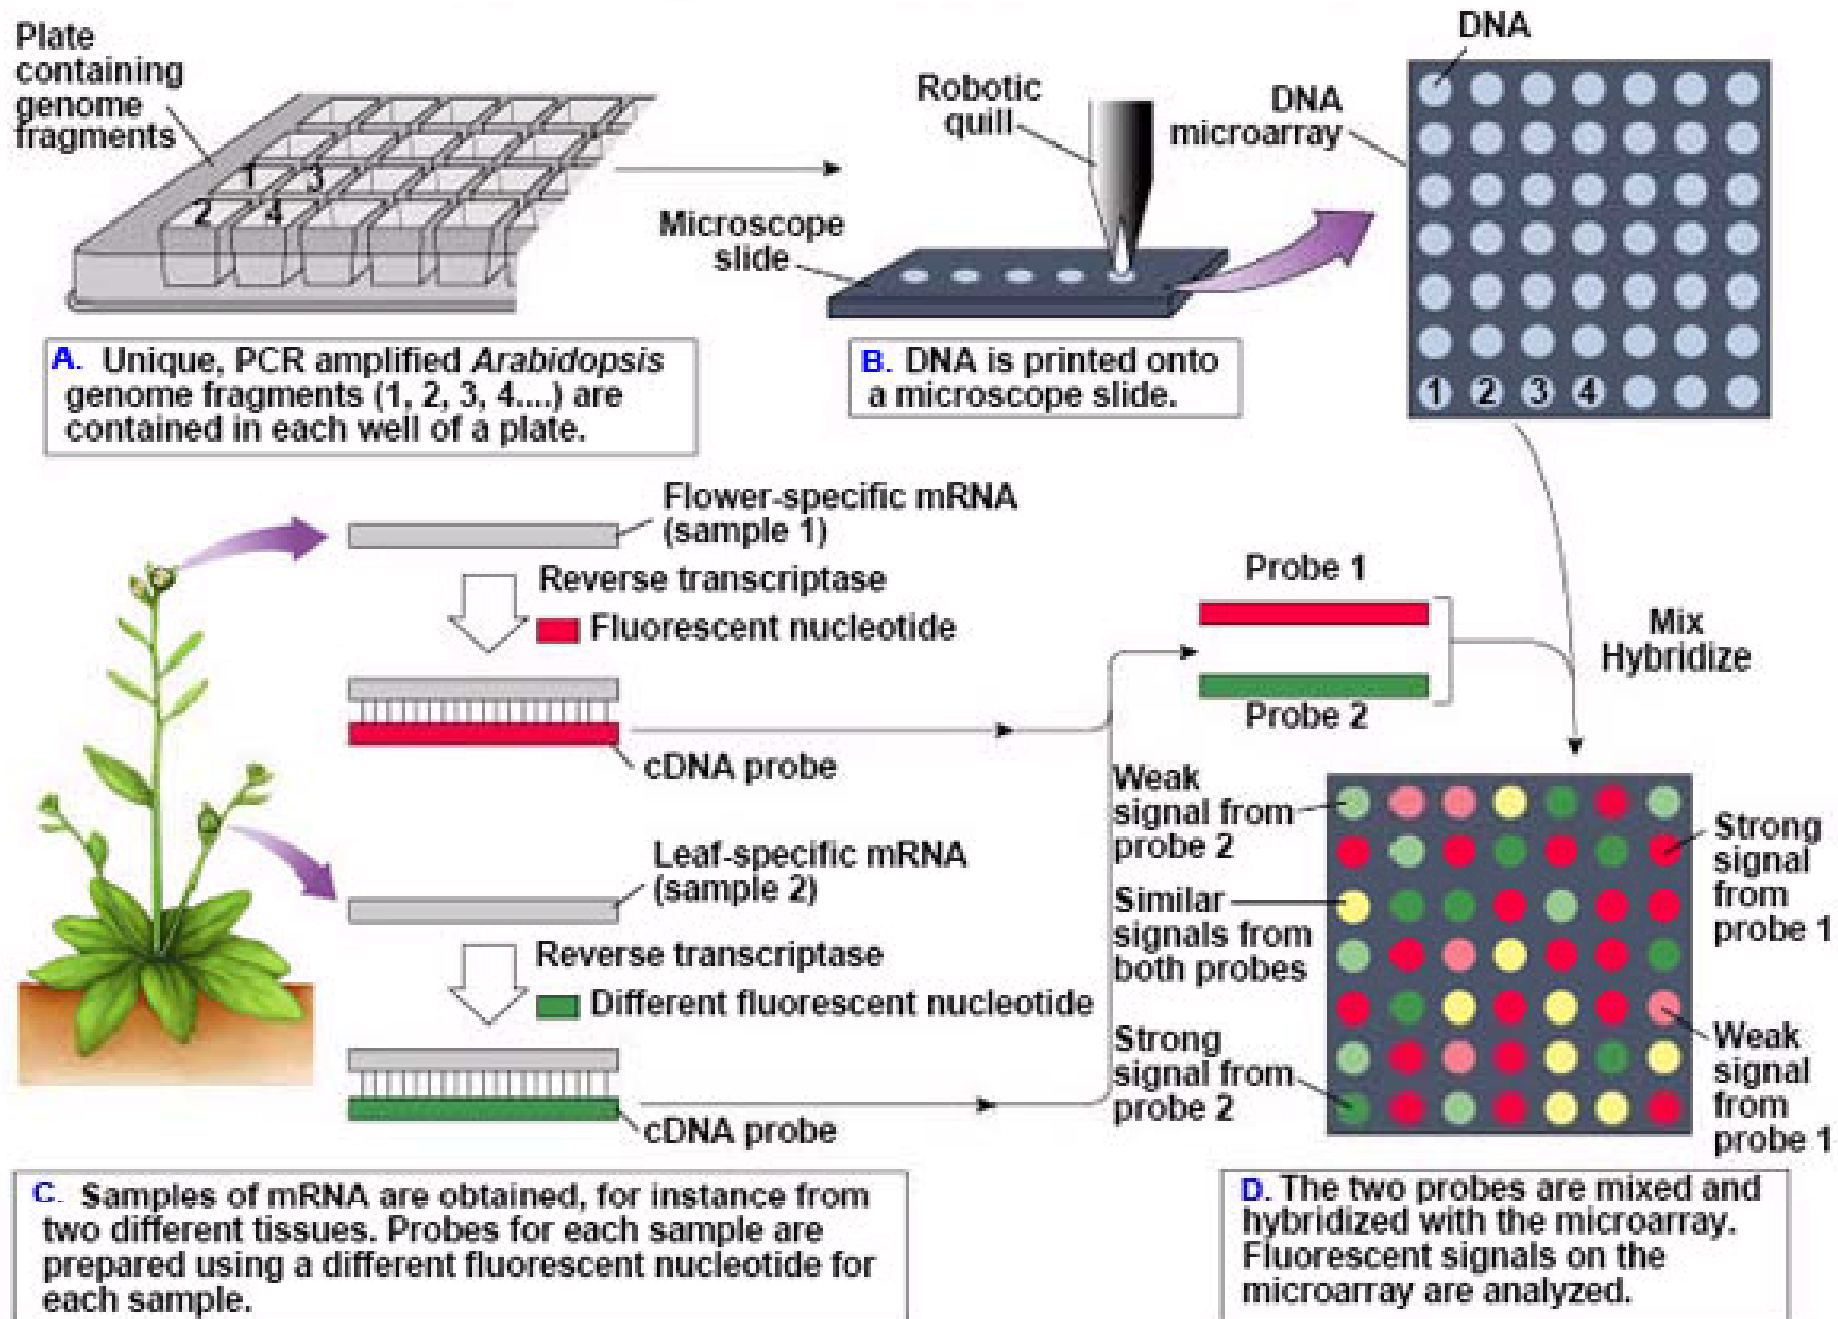 Plate
containing
genome
fragments
1 3
2 4
Robotic
quill
Microscope
slide
DNA
microarray
DNA
1 2 3 4
A. Unique, PCR amplified Arabidopsis
genome fragments (1, 2, 3, 4....) are
contained in each well of a plate.
B. DNA is printed onto
a microscope slide.
Flower-specific mRNA
(sample 1)
Reverse transcriptase
Fluorescent nucleotide
cDNA probe
Leaf-specific mRNA
(sample 2)
Reverse transcriptase
Different fluorescent nucleotide
cDNA probe
Probe 1
Probe 2
Mix
Hybridize
Weak
signal from
probe 2
Similar
signals from
both probes
Strong
signal from
probe 2
Strong
signal
from
probe 1
Weak
signal
from
probe 1
C. Samples of mRNA are obtained, for instance from
two different tissues. Probes for each sample are
prepared using a different fluorescent nucleotide for
each sample.
D. The two probes are mixed and
hybridized with the microarray.
Fluorescent signals on the
microarray are analyzed.